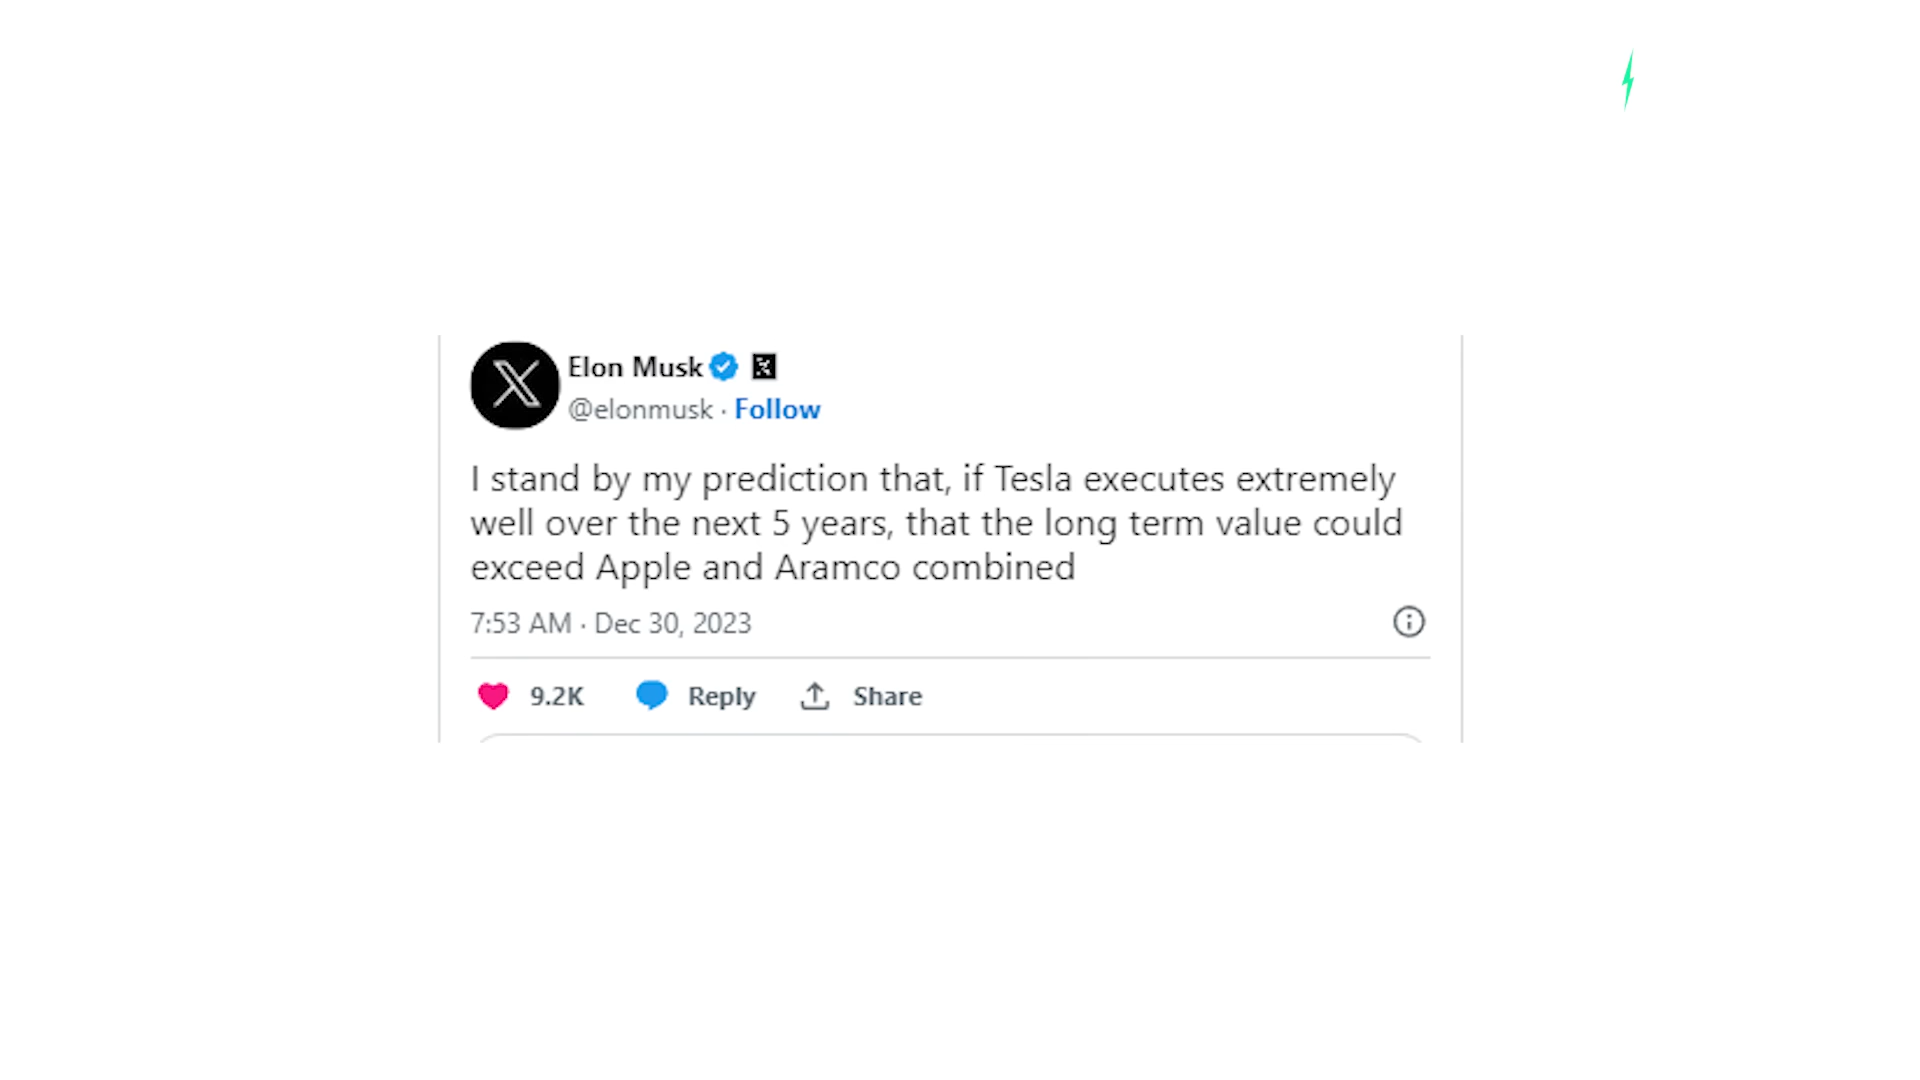 Elon Musk
@elonmusk · Follow
I stand by my prediction that, if Tesla executes extremely
well over the next 5 years, that the long term value could
exceed Apple and Aramco combined
7:53 AM · Dec 30, 2023
9.2K Reply Share